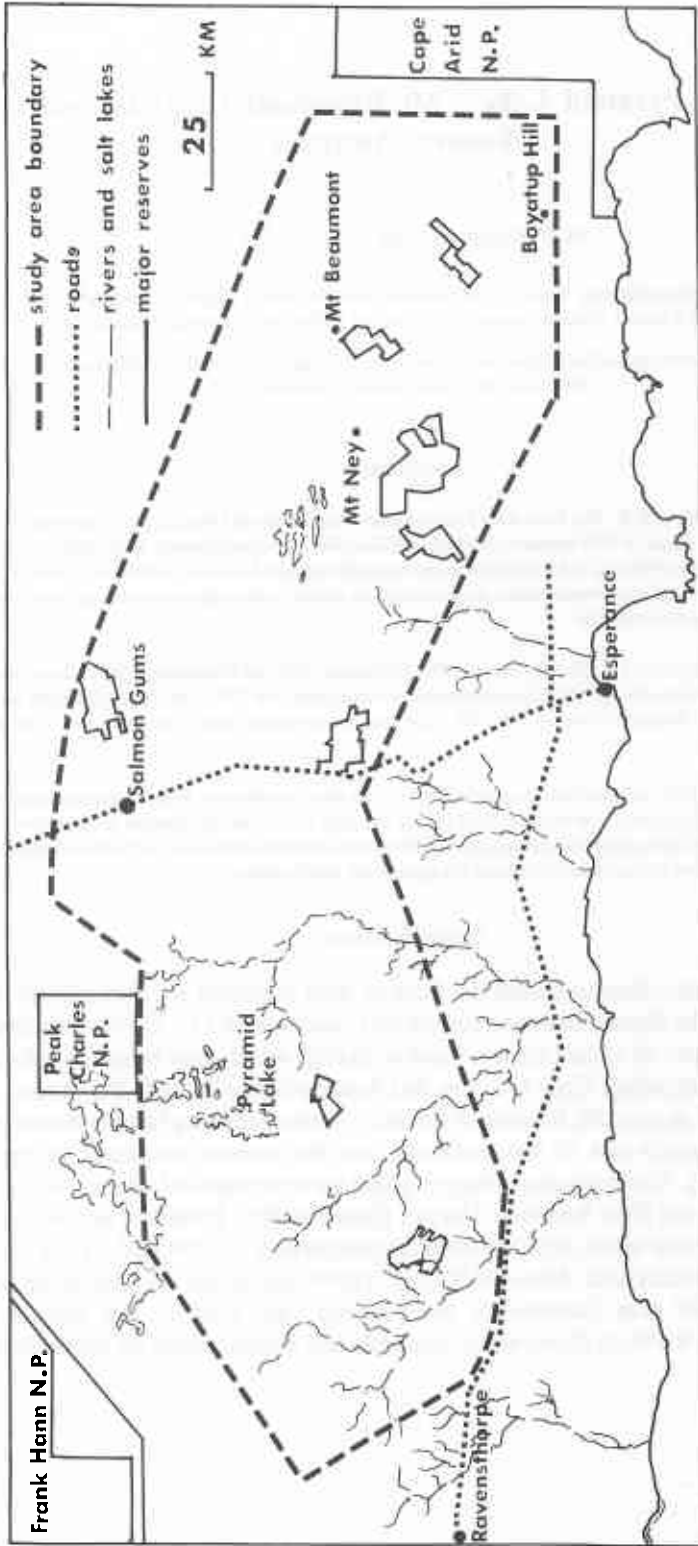 Frank Hann N.P.
Peak
Charles
N.P.
Pyramid
Lake
Salmon Gums
Mt Ney
Mt Beaumont
Boyatup Hill
Cape
Arid
N.P.
Ravensthorpe
Esperance
study area boundary
roads
rivers and salt lakes
major reserves
25 KM